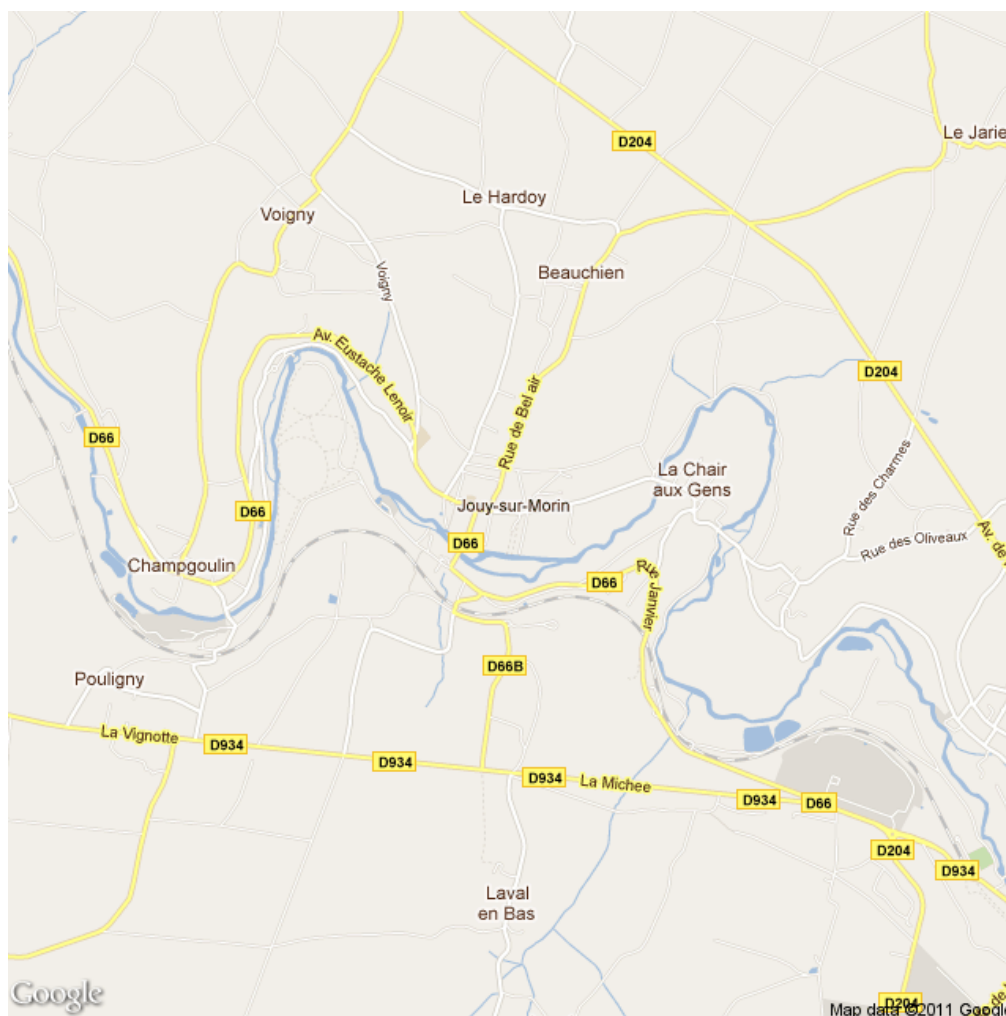 D204
Le Jarie
Le Hardoy
Voigny
Beauchien
Voigny
Av. Eustache Lenoir
D204
Rue de Bel air
D66
La Chair
aux Gens
Rue des Charmes
Jouy-sur-Morin
D66
D66
Rue des Oliveaux
Av. de
Champgoulin
D66
Rue Janvier
D66B
Pouligny
La Vignotte
D934
D934
D934
La Michee
D934
D66
D204
D934
Laval
en Bas
Google
D204
de
Map data ©2011 Google